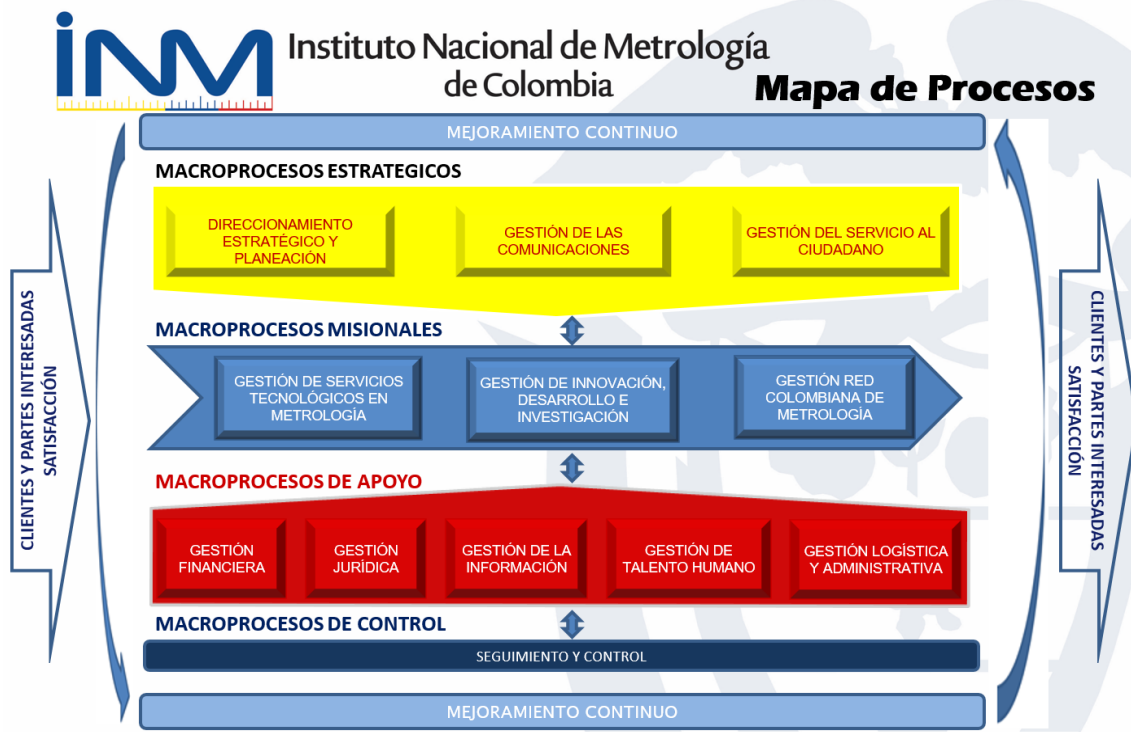 iNM
Instituto Nacional de Metrología
de Colombia
Mapa de Procesos
MEJORAMIENTO CONTINUO
MACROPROCESOS ESTRATEGICOS
DIRECCIONAMIENTO
ESTRATÉGICO Y
PLANEACIÓN
GESTIÓN DE LAS
COMUNICACIONES
GESTIÓN DEL SERVICIO AL
CIUDADANO
CLIENTES Y PARTES INTERESADAS
SATISFACCIÓN
MACROPROCESOS MISIONALES
GESTIÓN DE SERVICIOS
TECNOLÓGICOS EN
METROLOGÍA
GESTIÓN DE INNOVACIÓN,
DESARROLLO E
INVESTIGACIÓN
GESTIÓN RED
COLOMBIANA DE
METROLOGÍA
CLIENTES Y PARTES INTERESADAS
SATISFACCIÓN
MACROPROCESOS DE APOYO
GESTIÓN
FINANCIERA
GESTIÓN
JURÍDICA
GESTIÓN DE LA
INFORMACIÓN
GESTIÓN DE
TALENTO HUMANO
GESTIÓN LOGÍSTICA
Y ADMINISTRATIVA
MACROPROCESOS DE CONTROL
SEGUIMIENTO Y CONTROL
MEJORAMIENTO CONTINUO